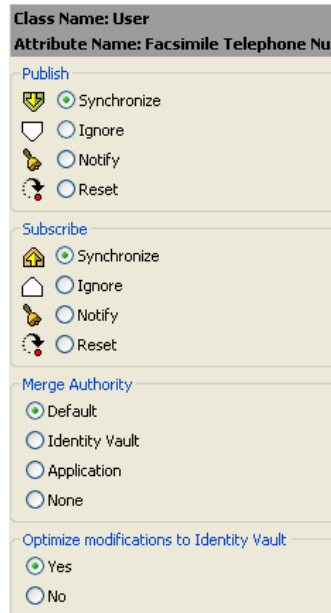 Class Name: User
Attribute Name: Facsimile Telephone Nu
Publish
Synchronize
Ignore
Notify
Reset
Subscribe
Synchronize
Ignore
Notify
Reset
Merge Authority
Default
Identity Vault
Application
None
Optimize modifications to Identity Vault
Yes
No